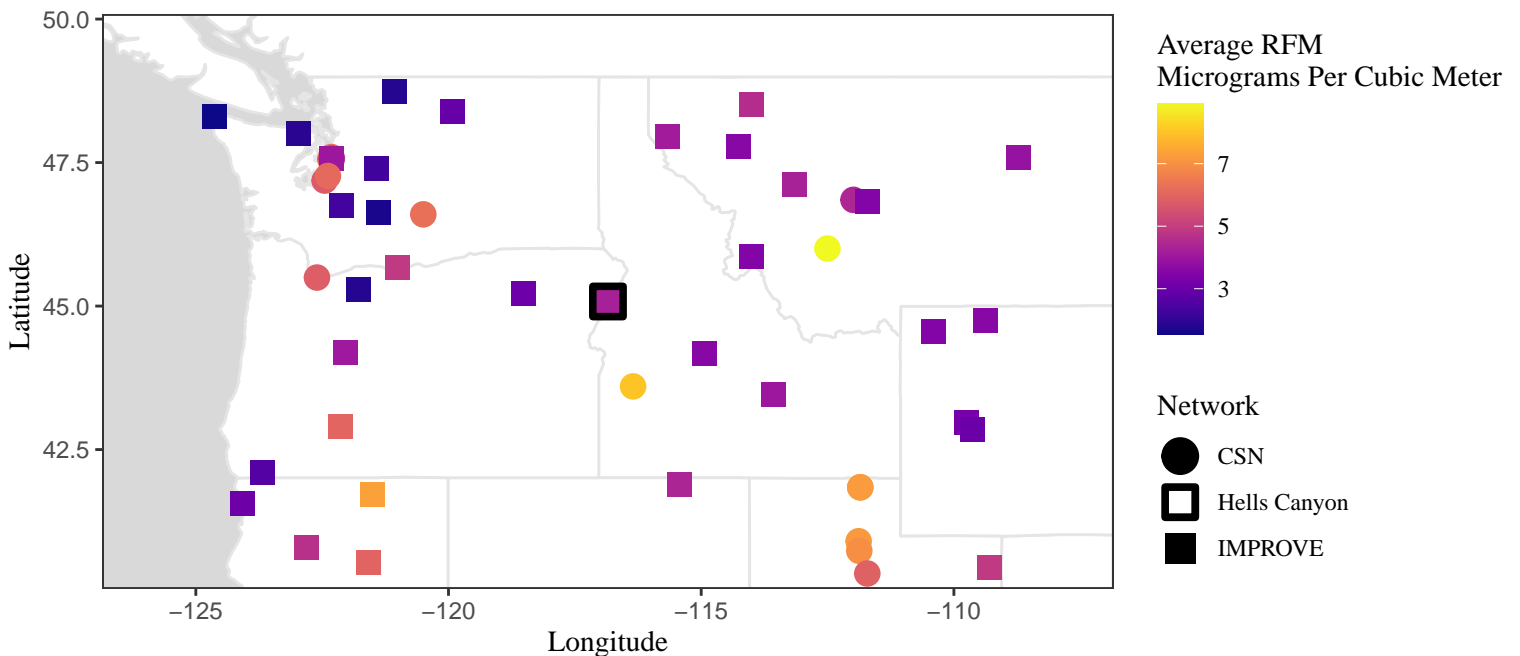 50.0
47.5
45.0
42.5
Latitude
−125
−120
−115
−110
Longitude
Average RFM
Micrograms Per Cubic Meter
7
5
3
Network
CSN
Hells Canyon
IMPROVE